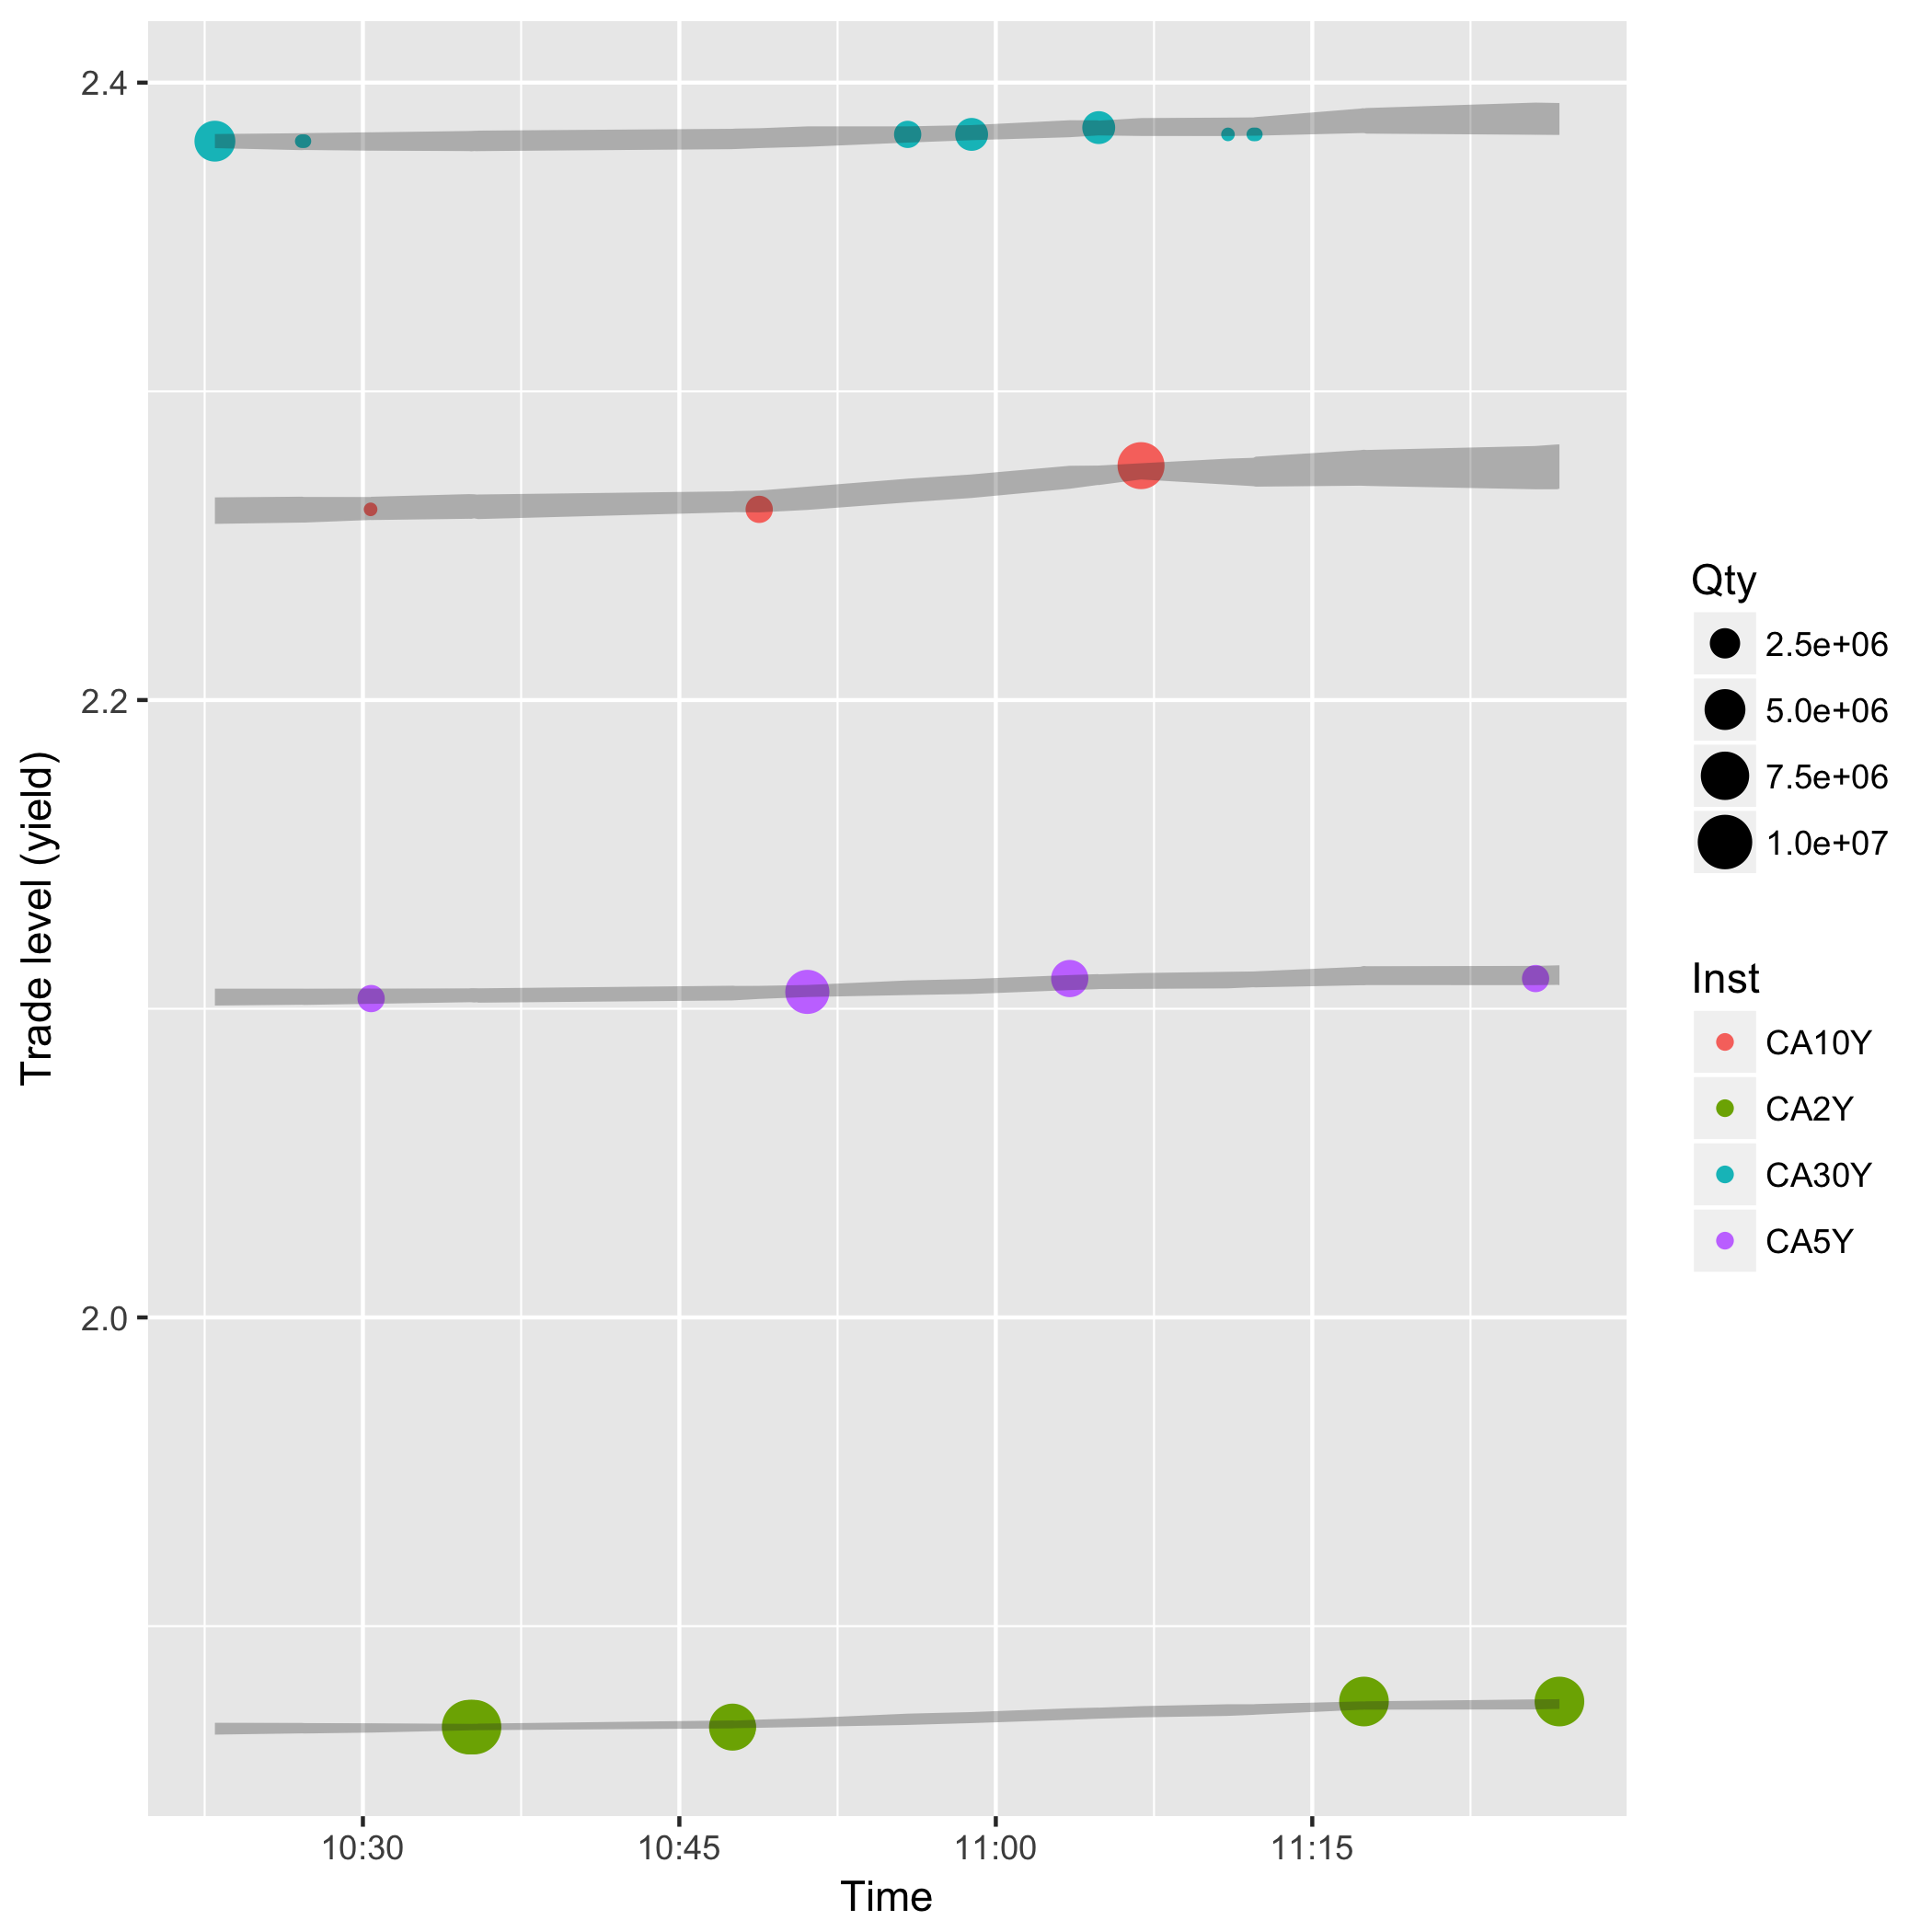 2.4
2.2
2.0
Trade level (yield)
10:30
10:45
11:00
11:15
Time
Qty
2.5e+06
5.0e+06
7.5e+06
1.0e+07
Inst
CA10Y
CA2Y
CA30Y
CA5Y